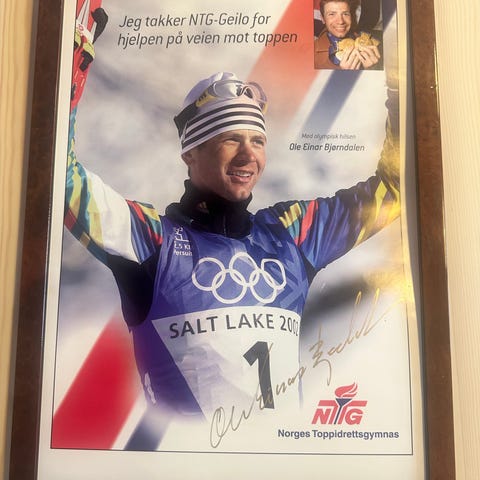 Jeg takker NTG-Geilo for
hjelpen på veien mot toppen
Med olympisk hilsen
Ole Einar Bjørndalen
SALT LAKE 2002
1
NTG
Norges Toppidrettsgymnas